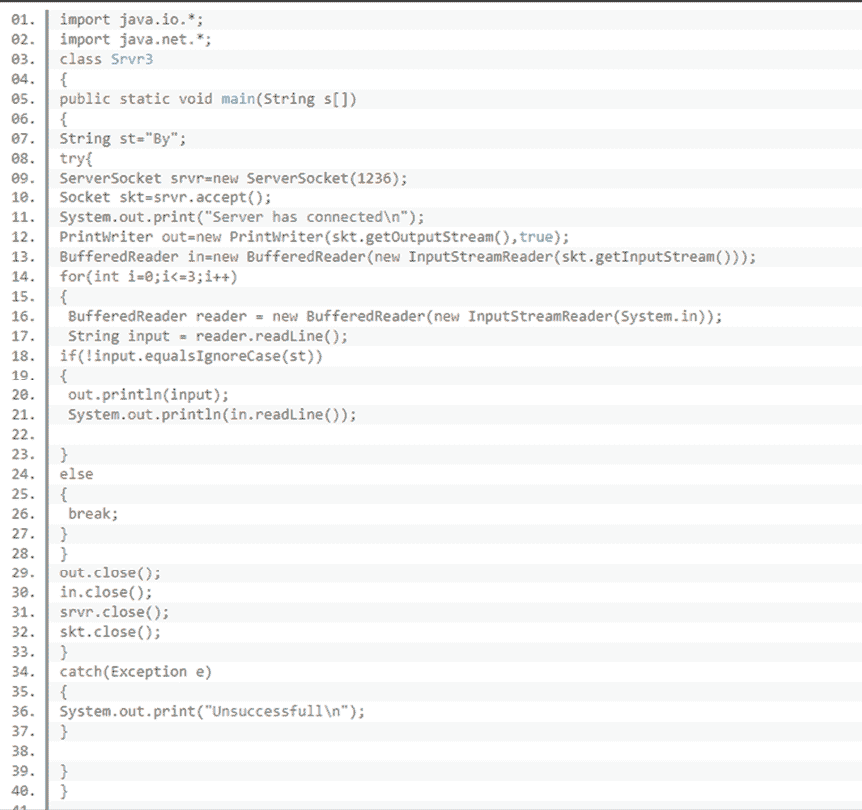 01. import java.io.*;
02. import java.net.*;
03. class Srvr3
04. {
05. public static void main(String s[])
06. {
07. String st="By";
08. try{
09. ServerSocket srvr=new ServerSocket(1236);
10. Socket skt=srvr.accept();
11. System.out.print("Server has connected\n");
12. PrintWriter out=new PrintWriter(skt.getOutputStream(),true);
13. BufferedReader in=new BufferedReader(new InputStreamReader(skt.getInputStream()));
14. for(int i=0;i<=3;i++)
15. {
16. BufferedReader reader = new BufferedReader(new InputStreamReader(System.in));
17. String input = reader.readLine();
18. if(!input.equalsIgnoreCase(st))
19. {
20. out.println(input);
21. System.out.println(in.readLine());
22.
23. }
24. else
25. {
26. break;
27. }
28. }
29. out.close();
30. in.close();
31. srvr.close();
32. skt.close();
33. }
34. catch(Exception e)
35. {
36. System.out.print("Unsuccessfull\n");
37. }
38.
39. }
40. }